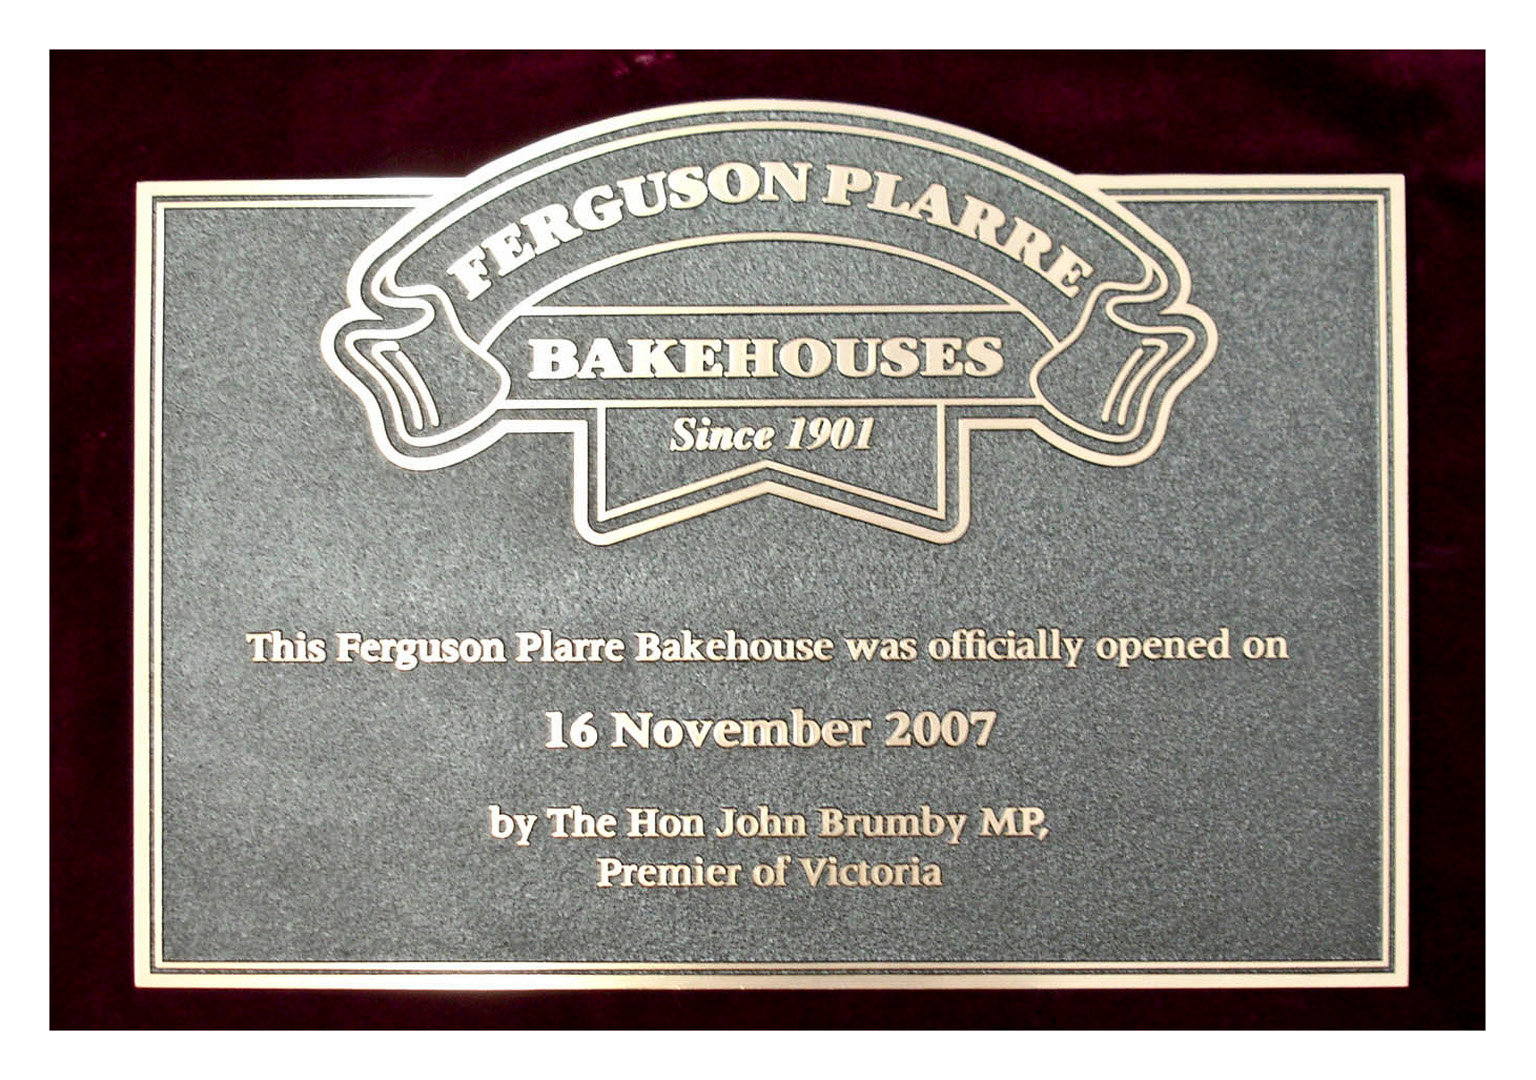 FERGUSON PLARRE
BAKEHOUSES
Since 1901
This Ferguson Plarre Bakehouse was officially opened on
16 November 2007
by The Hon John Brumby MP,
Premier of Victoria